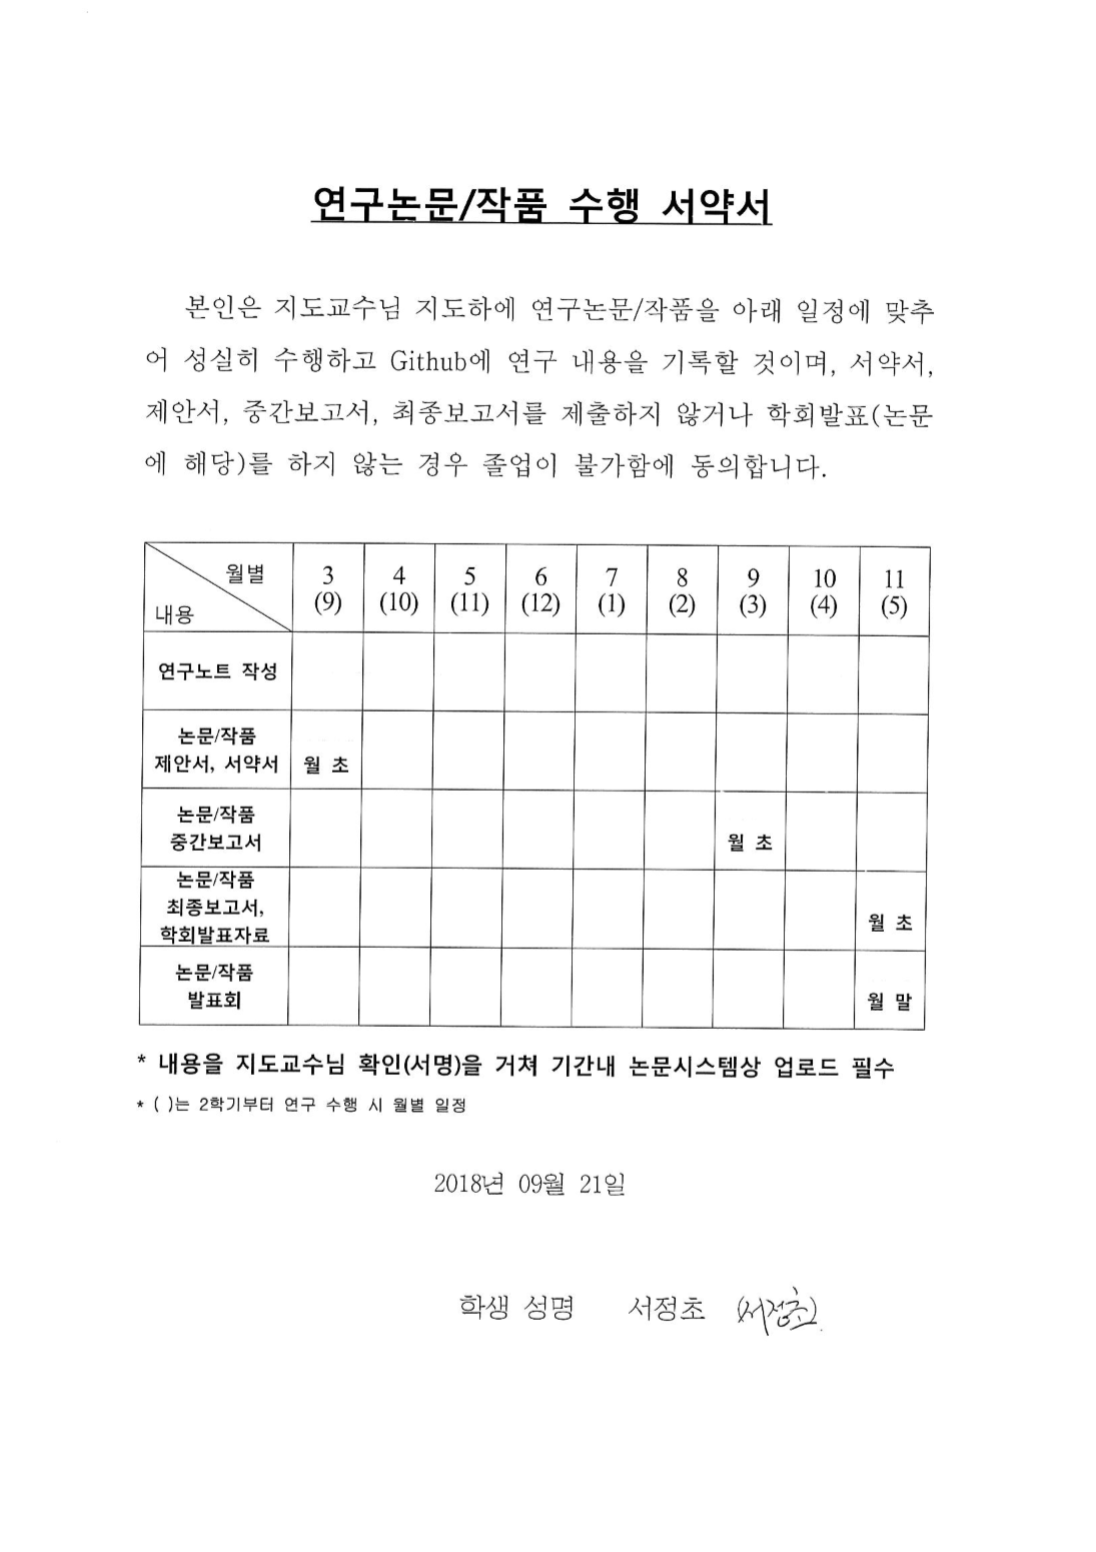 연구논문/작품 수행 서약서
본인은 지도교수님 지도하에 연구논문/작품을 아래 일정에 맞추
어 성실히 수행하고 Github에 연구 내용을 기록할 것이며, 서약서,
제안서, 중간보고서, 최종보고서를 제출하지 않거나 학회발표(논문
에 해당)를 하지 않는 경우 졸업이 불가함에 동의합니다.
월별 3 4 5 6 7 8 9 10 11
내용 (9) (10) (11) (12) (1) (2) (3) (4) (5)
연구노트 작성
논문/작품
제안서, 서약서 월 초
논문/작품
중간보고서 월 초
논문/작품
최종보고서, 월 초
학회발표자료
논문/작품
발표회 월 말
* 내용을 지도교수님 확인(서명)을 거쳐 기간내 논문시스템상 업로드 필수
* ( )는 2학기부터 연구 수행 시 월별 일정
2018년 09월 21일
학생 성명 서정초 (서정초)